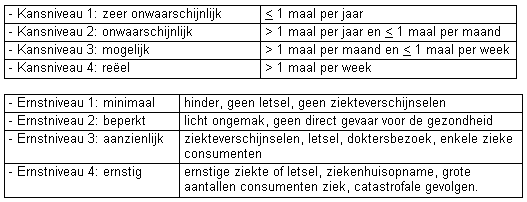 - Kansniveau 1: zeer onwaarschijnlijk ≤ 1 maal per jaar
- Kansniveau 2: onwaarschijnlijk > 1 maal per jaar en ≤ 1 maal per maand
- Kansniveau 3: mogelijk > 1 maal per maand en ≤ 1 maal per week
- Kansniveau 4: reëel > 1 maal per week
- Ernstniveau 1: minimaal hinder, geen letsel, geen ziekteverschijnselen
- Ernstniveau 2: beperkt licht ongemak, geen direct gevaar voor de gezondheid
- Ernstniveau 3: aanzienlijk ziekteverschijnselen, letsel, doktersbezoek, enkele zieke
consumenten
- Ernstniveau 4: ernstig ernstige ziekte of letsel, ziekenhuisopname, grote
aantallen consumenten ziek, catastrofale gevolgen.